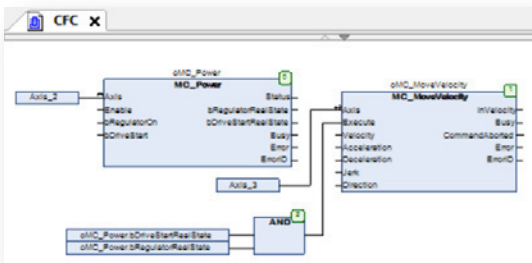 CFC
oMC_Power
MC_Power
0
Axis_2
Axis
Enable
bRegulatorOn
bDriveStart
Status
bRegulatorRealState
bDriveStartRealState
Busy
Error
ErrorID
oMC_MoveVelocity
MC_MoveVelocity
1
Axis
Execute
Velocity
Acceleration
Deceleration
Jerk
Direction
InVelocity
Busy
CommandAborted
Error
ErrorID
Axis_3
AND
2
oMC_Power.bDriveStartRealState
oMC_Power.bRegulatorRealState